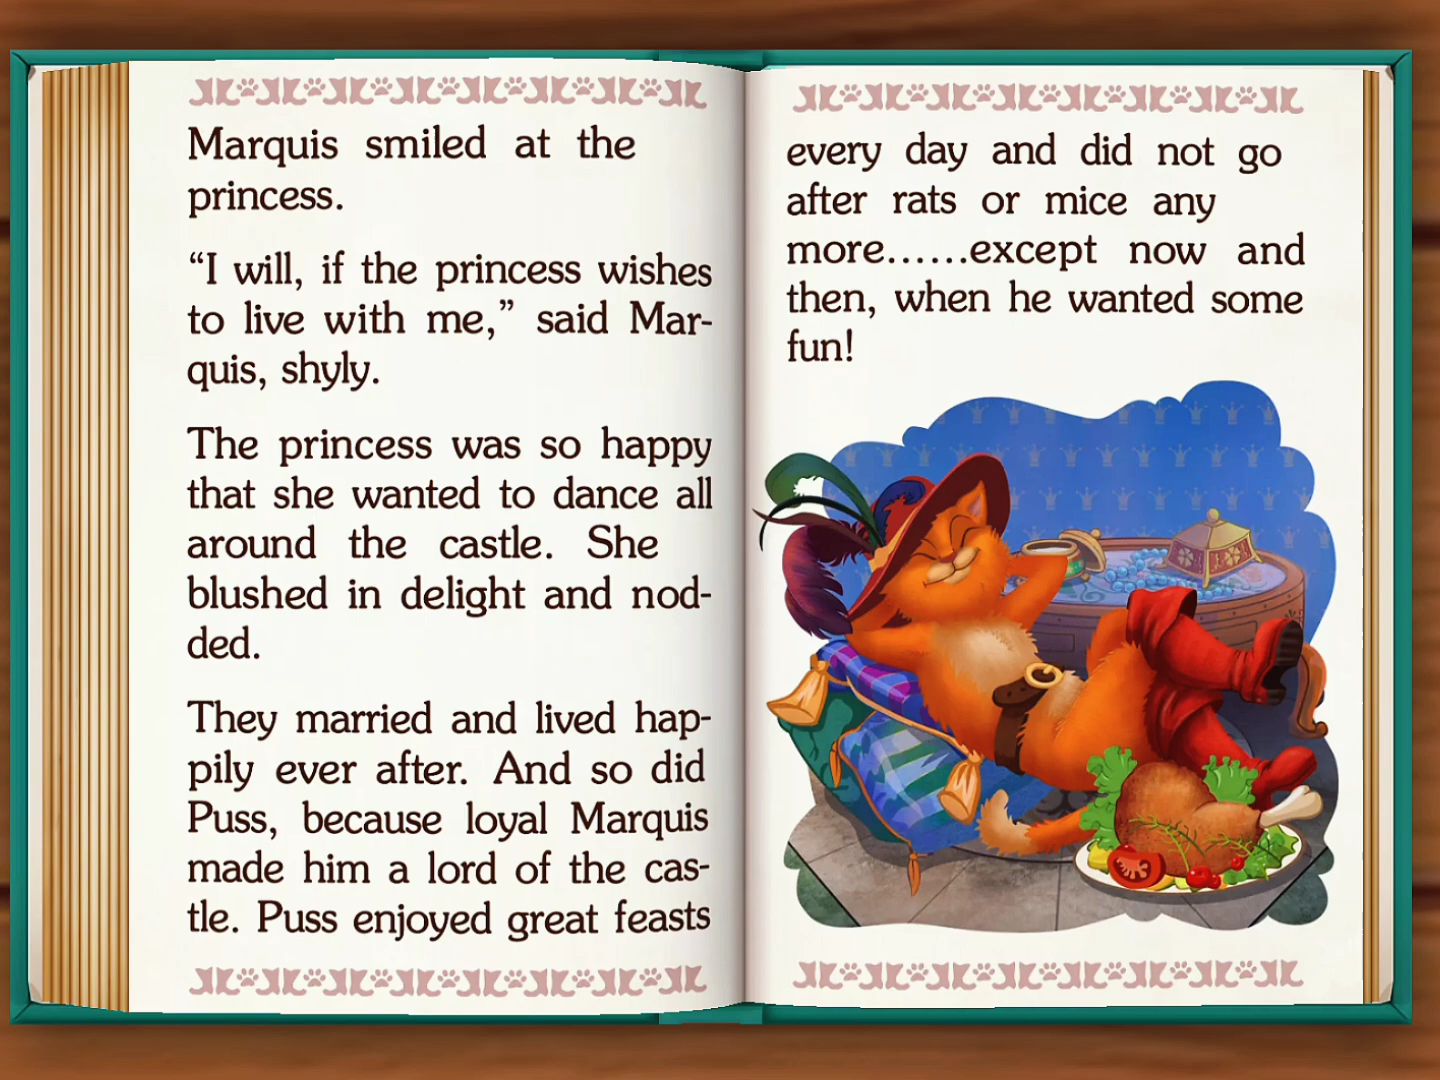 Marquis smiled at the
princess.
“I will, if the princess wishes
to live with me,” said Mar-
quis, shyly.
The princess was so happy
that she wanted to dance all
around the castle. She
blushed in delight and nod-
ded.
They married and lived hap-
pily ever after. And so did
Puss, because loyal Marquis
made him a lord of the cas-
tle. Puss enjoyed great feasts
every day and did not go
after rats or mice any
more……except now and
then, when he wanted some
fun!